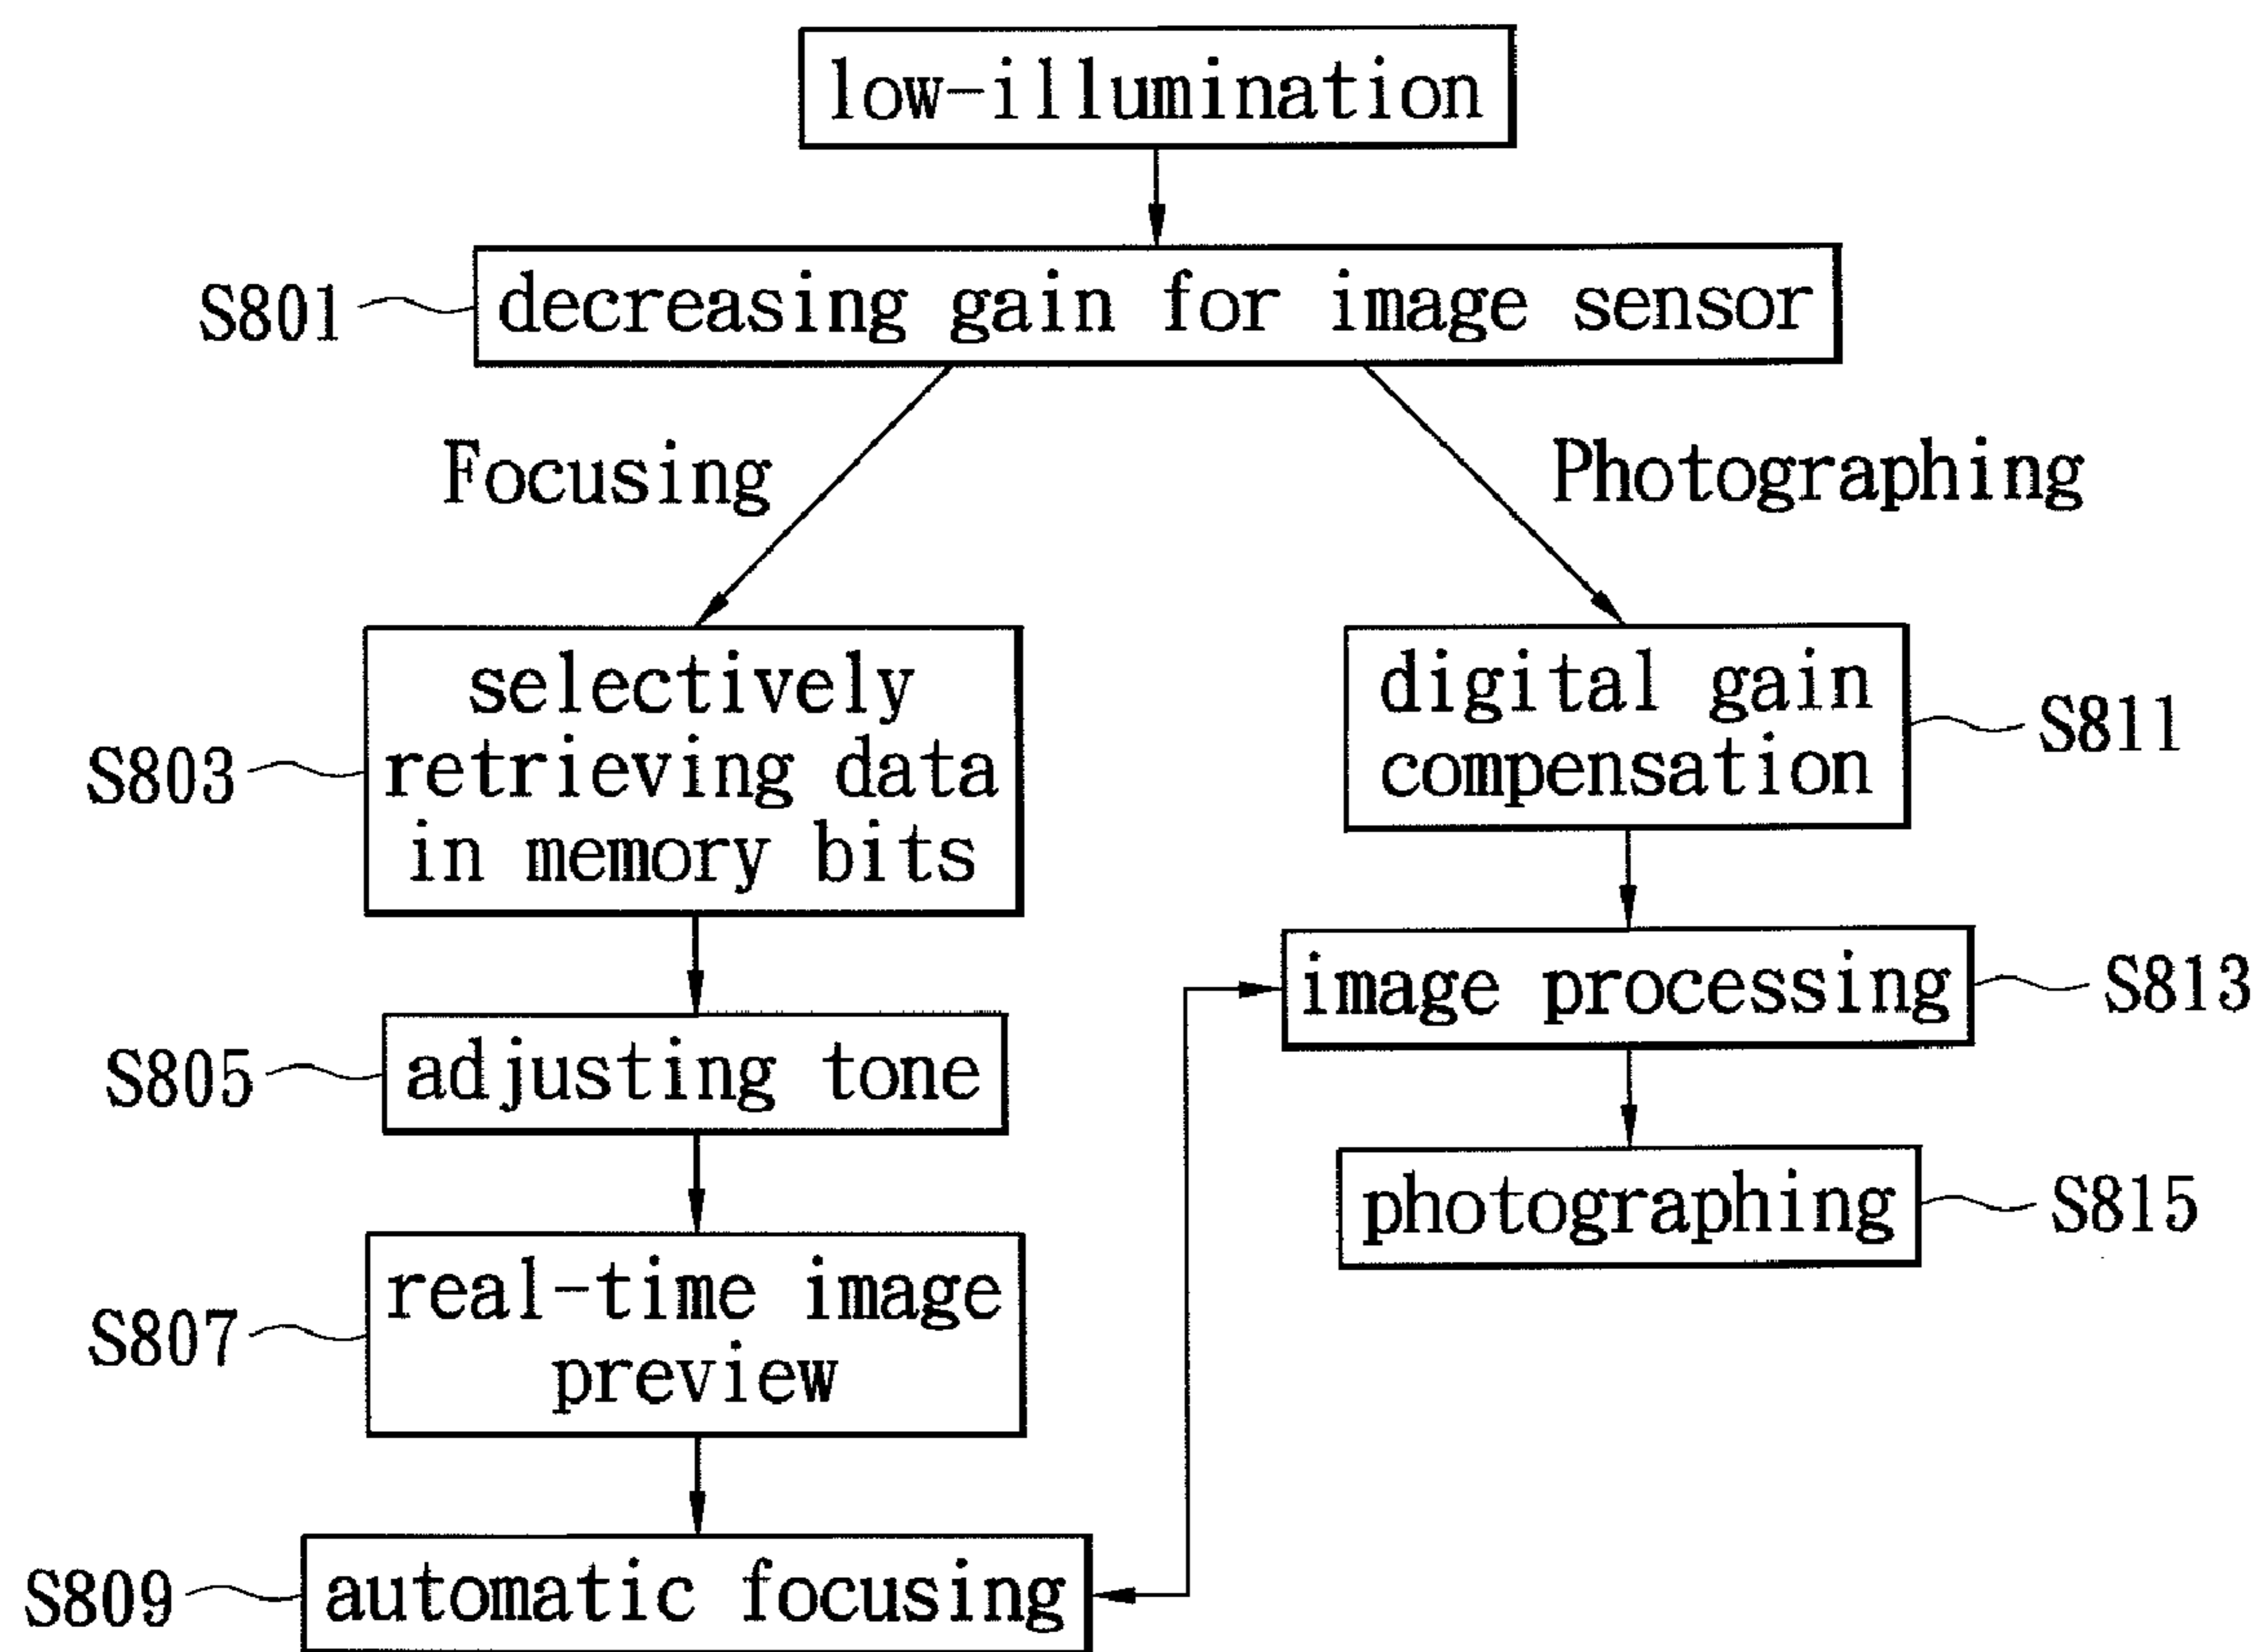 low-illumination
S801
decreasing gain for image sensor
Focusing
Photographing
S803
selectively
retrieving data
in memory bits
digital gain
compensation
S811
S805
adjusting tone
image processing
S813
S807
real-time image
preview
photographing
S815
S809
automatic focusing